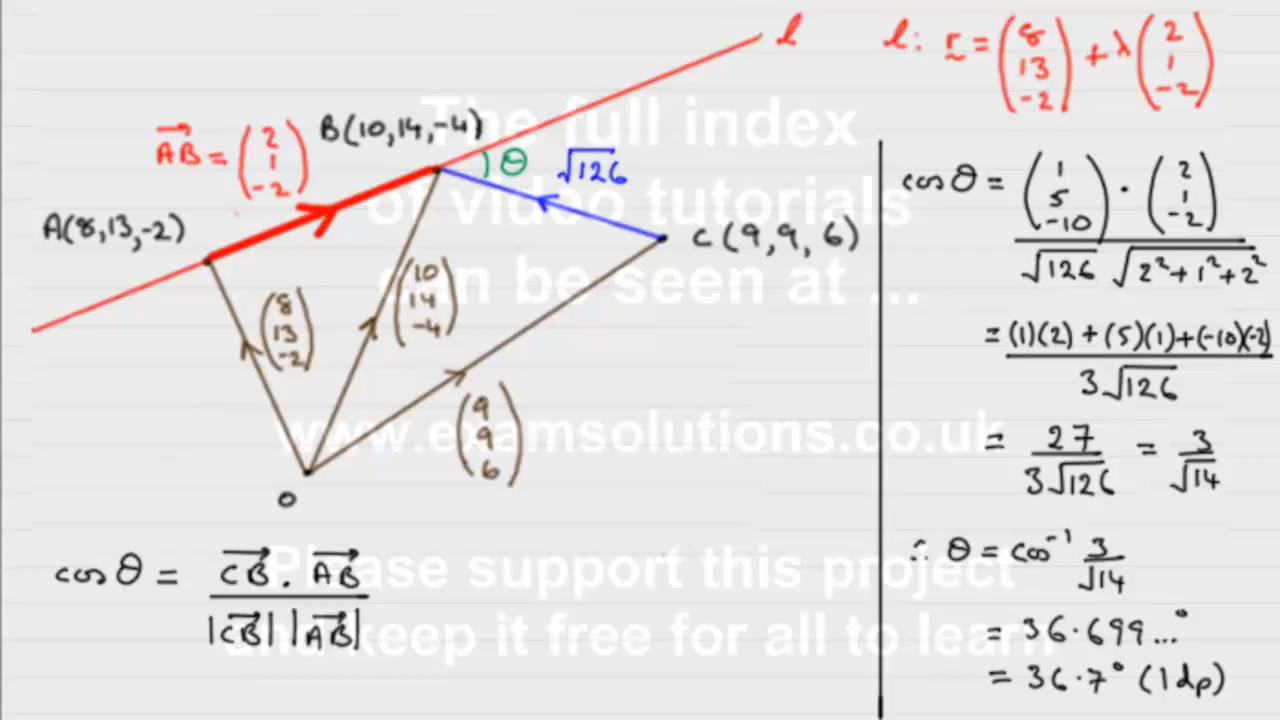 l
l: r = (8 13 -2) + λ (2 1 -2)
AB = (2 1 -2)
B(10,14,-4)
θ
√126
A(8,13,-2)
C(9, 9, 6)
(8 13 -2)
(10 14 -4)
(9 9 6)
O
cos θ = CB . AB / |CB| |AB|
cos θ = (1 5 -10) . (2 1 -2) / √126 √2²+1²+2²
= (1)(2) + (5)(1)+(-10)(-2) / 3√126
= 27 / 3√126 = 3 / √14
∴ θ = cos⁻¹ 3 / √14
= 36.699...°
= 36.7° (1dp)
The full index
of video tutorials
can be seen at ...
www.examsolutions.co.uk
Please support this project
and keep it free for all to learn